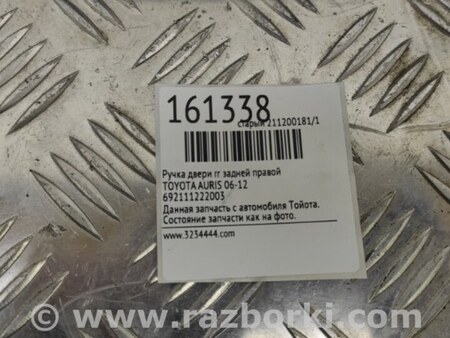 161338
старый 211200181/1
Ручка двери rr задней правой
TOYOTA AURIS 06-12
692111222003
Данная запчасть с автомобиля Тойота.
Состояние запчасти как на фото.
www.3234444.com
www.razborki.com